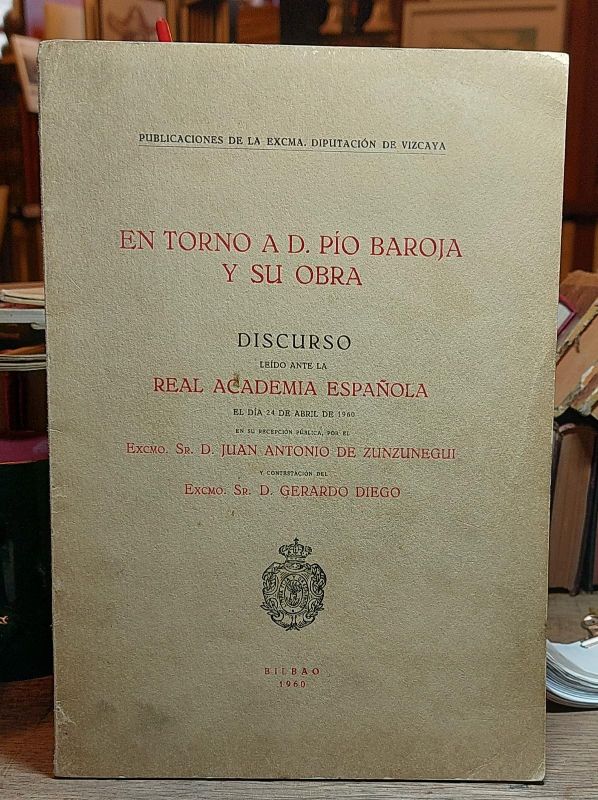 PUBLICACIONES DE LA EXCMA. DIPUTACIÓN DE VIZCAYA
EN TORNO A D. PÍO BAROJA
Y SU OBRA
DISCURSO
LEÍDO ANTE LA
REAL ACADEMIA ESPAÑOLA
EL DÍA 24 DE ABRIL DE 1960
EN SU RECEPCIÓN PÚBLICA, POR EL
EXCMO. SR. D. JUAN ANTONIO DE ZUNZUNEGUI
Y CONTESTACIÓN DEL
EXCMO. SR. D. GERARDO DIEGO
BILBAO
1960